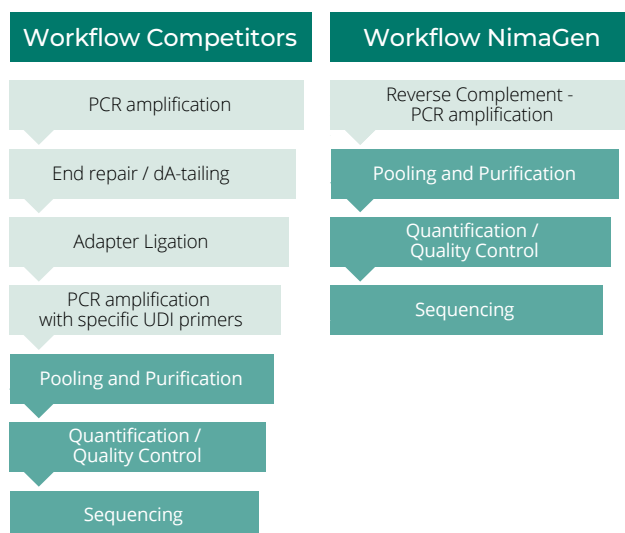 Workflow Competitors
PCR amplification
End repair / dA-tailing
Adapter Ligation
PCR amplification
with specific UDI primers
Pooling and Purification
Quantification /
Quality Control
Sequencing
Workflow NimaGen
Reverse Complement -
PCR amplification
Pooling and Purification
Quantification /
Quality Control
Sequencing